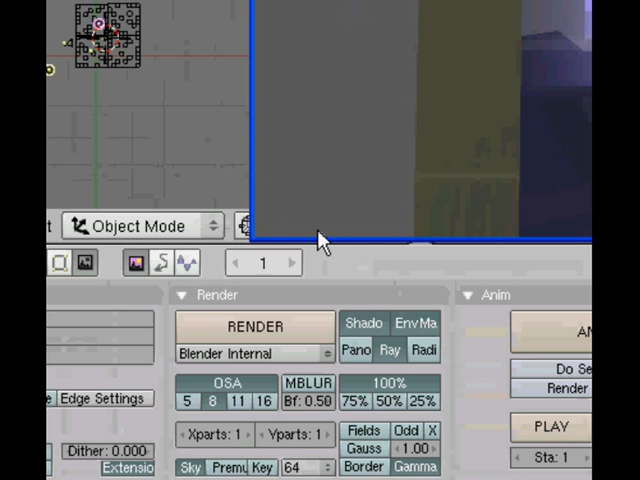 t Object Mode
1
Render
Anim
RENDER
Shado EnvMa
Pano Ray Radi
Blender Internal
OSA
MBLUR
100%
5 8 11 16
Bf: 0.50
75% 50% 25%
Do Se
Render
Edge Settings
Xparts: 1
Yparts: 1
Fields Odd X
Gauss 1.00
PLAY
Dither: 0.000
Sky Premu Key 64
Border Gamma
Sta: 1
Extensio